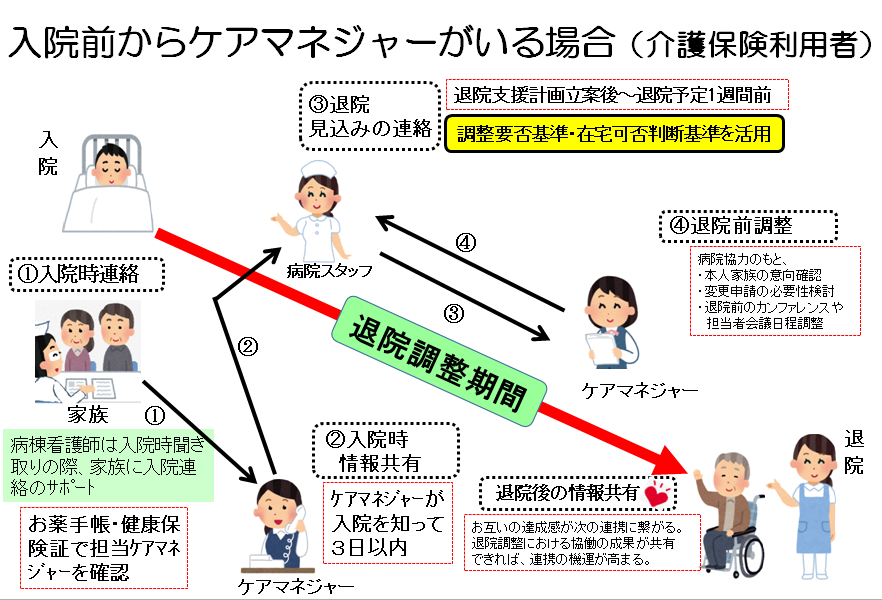 入院前からケアマネジャーがいる場合（介護保険利用者）
③退院
見込みの連絡
退院支援計画立案後～退院予定1週間前
調整要否基準・在宅可否判断基準を活用
入
院
病院スタッフ
④
③
④退院前調整
病院協力のもと、
・本人家族の意向確認
・変更申請の必要性検討
・退院前のカンファレンスや
担当者会議日程調整
①入院時連絡
②
退院調整期間
ケアマネジャー
家族
①
病棟看護師は入院時聞き
取りの際、家族に入院連
絡のサポート
お薬手帳・健康保
険証で担当ケアマネ
ジャーを確認
ケアマネジャー
②入院時
情報共有
ケアマネジャーが
入院を知って
３日以内
退院後の情報共有
お互いの達成感が次の連携に繋がる。
退院調整における協働の成果が共有
できれば、連携の機運が高まる。
退
院